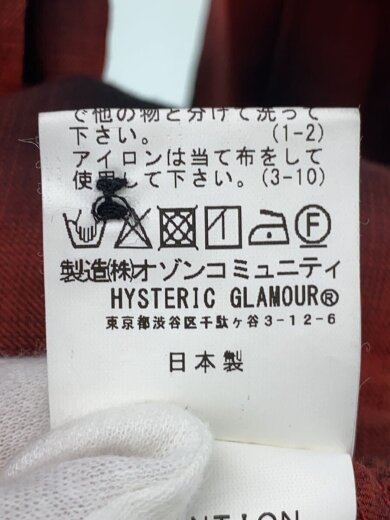 で他の物と分けて洗って
下さい。 (1-2)
アイロンは当て布をして
使用して下さい。(3-10)
F
製造㈱オゾンコミュニティ
HYSTERIC GLAMOUR®
東京都渋谷区千駄ヶ谷3-12-6
日本製